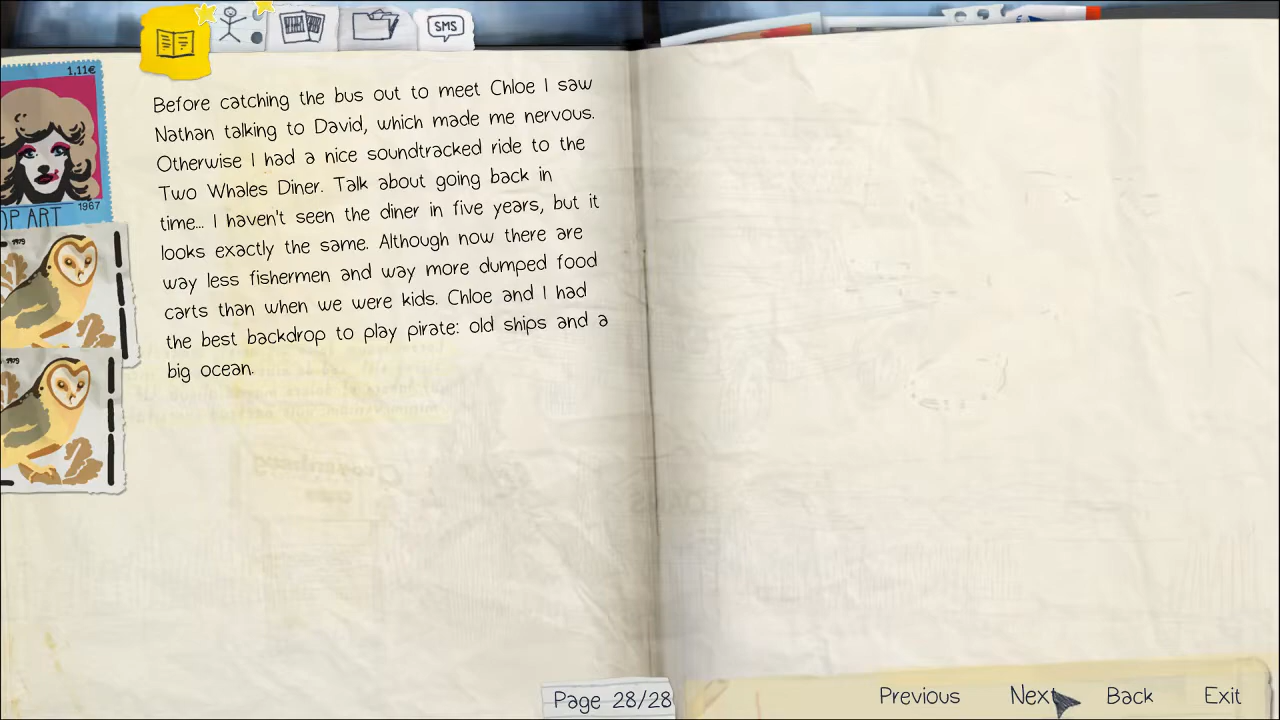 SMS
1,11€
OP ART
1967
1979
1979
Before catching the bus out to meet Chloe I saw
Nathan talking to David, which made me nervous.
Otherwise I had a nice soundtracked ride to the
Two Whales Diner. Talk about going back in
time... I haven't seen the diner in five years, but it
looks exactly the same. Although now there are
way less fishermen and way more dumped food
carts than when we were kids. Chloe and I had
the best backdrop to play pirate: old ships and a
big ocean.
Page 28/28
Previous
Next
Back
Exit